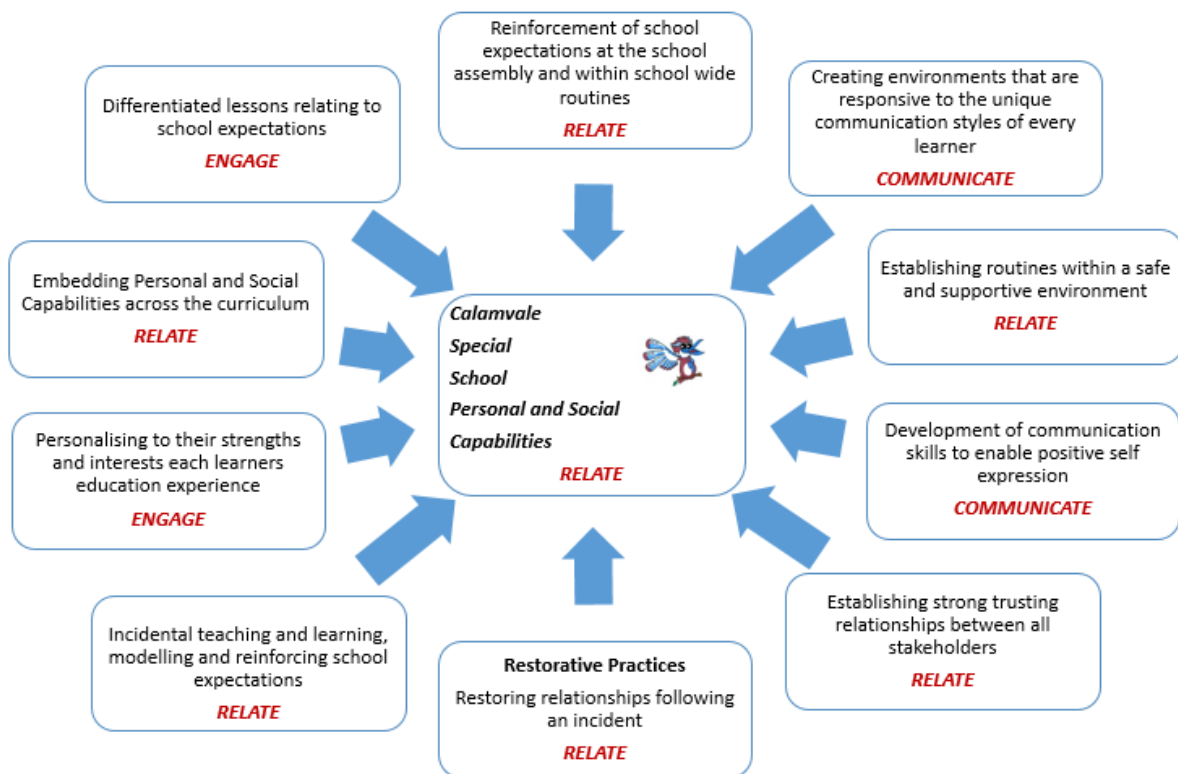 Reinforcement of school
expectations at the school
assembly and within school wide
routines
RELATE
Differentiated lessons relating to
school expectations
ENGAGE
Creating environments that are
responsive to the unique
communication styles of every
learner
COMMUNICATE
Embedding Personal and Social
Capabilities across the curriculum
RELATE
Establishing routines within a safe
and supportive environment
RELATE
Calamvale
Special
School
Personal and Social
Capabilities
RELATE
Personalising to their strengths
and interests each learners
education experience
ENGAGE
Development of communication
skills to enable positive self
expression
COMMUNICATE
Incidental teaching and learning,
modelling and reinforcing school
expectations
RELATE
Restorative Practices
Restoring relationships following
an incident
RELATE
Establishing strong trusting
relationships between all
stakeholders
RELATE